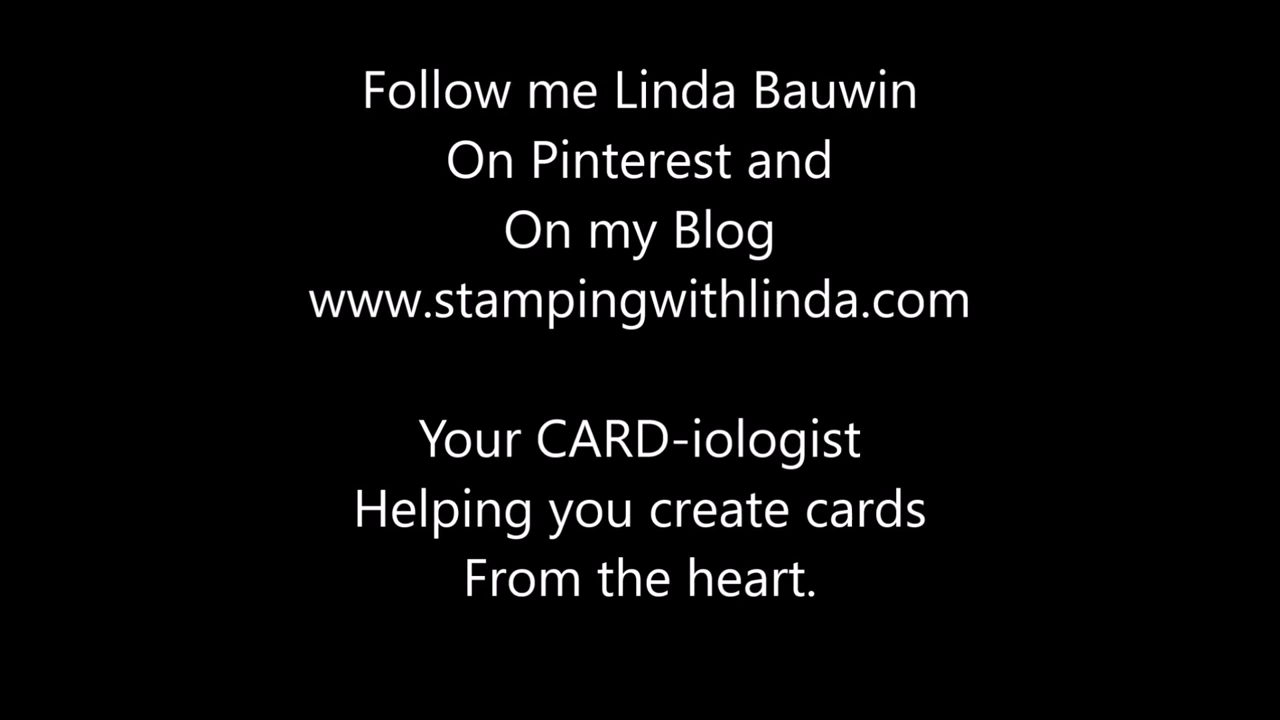 Follow me Linda Bauwin
On Pinterest and
On my Blog
www.stampingwithlinda.com
Your CARD-iologist
Helping you create cards
From the heart.